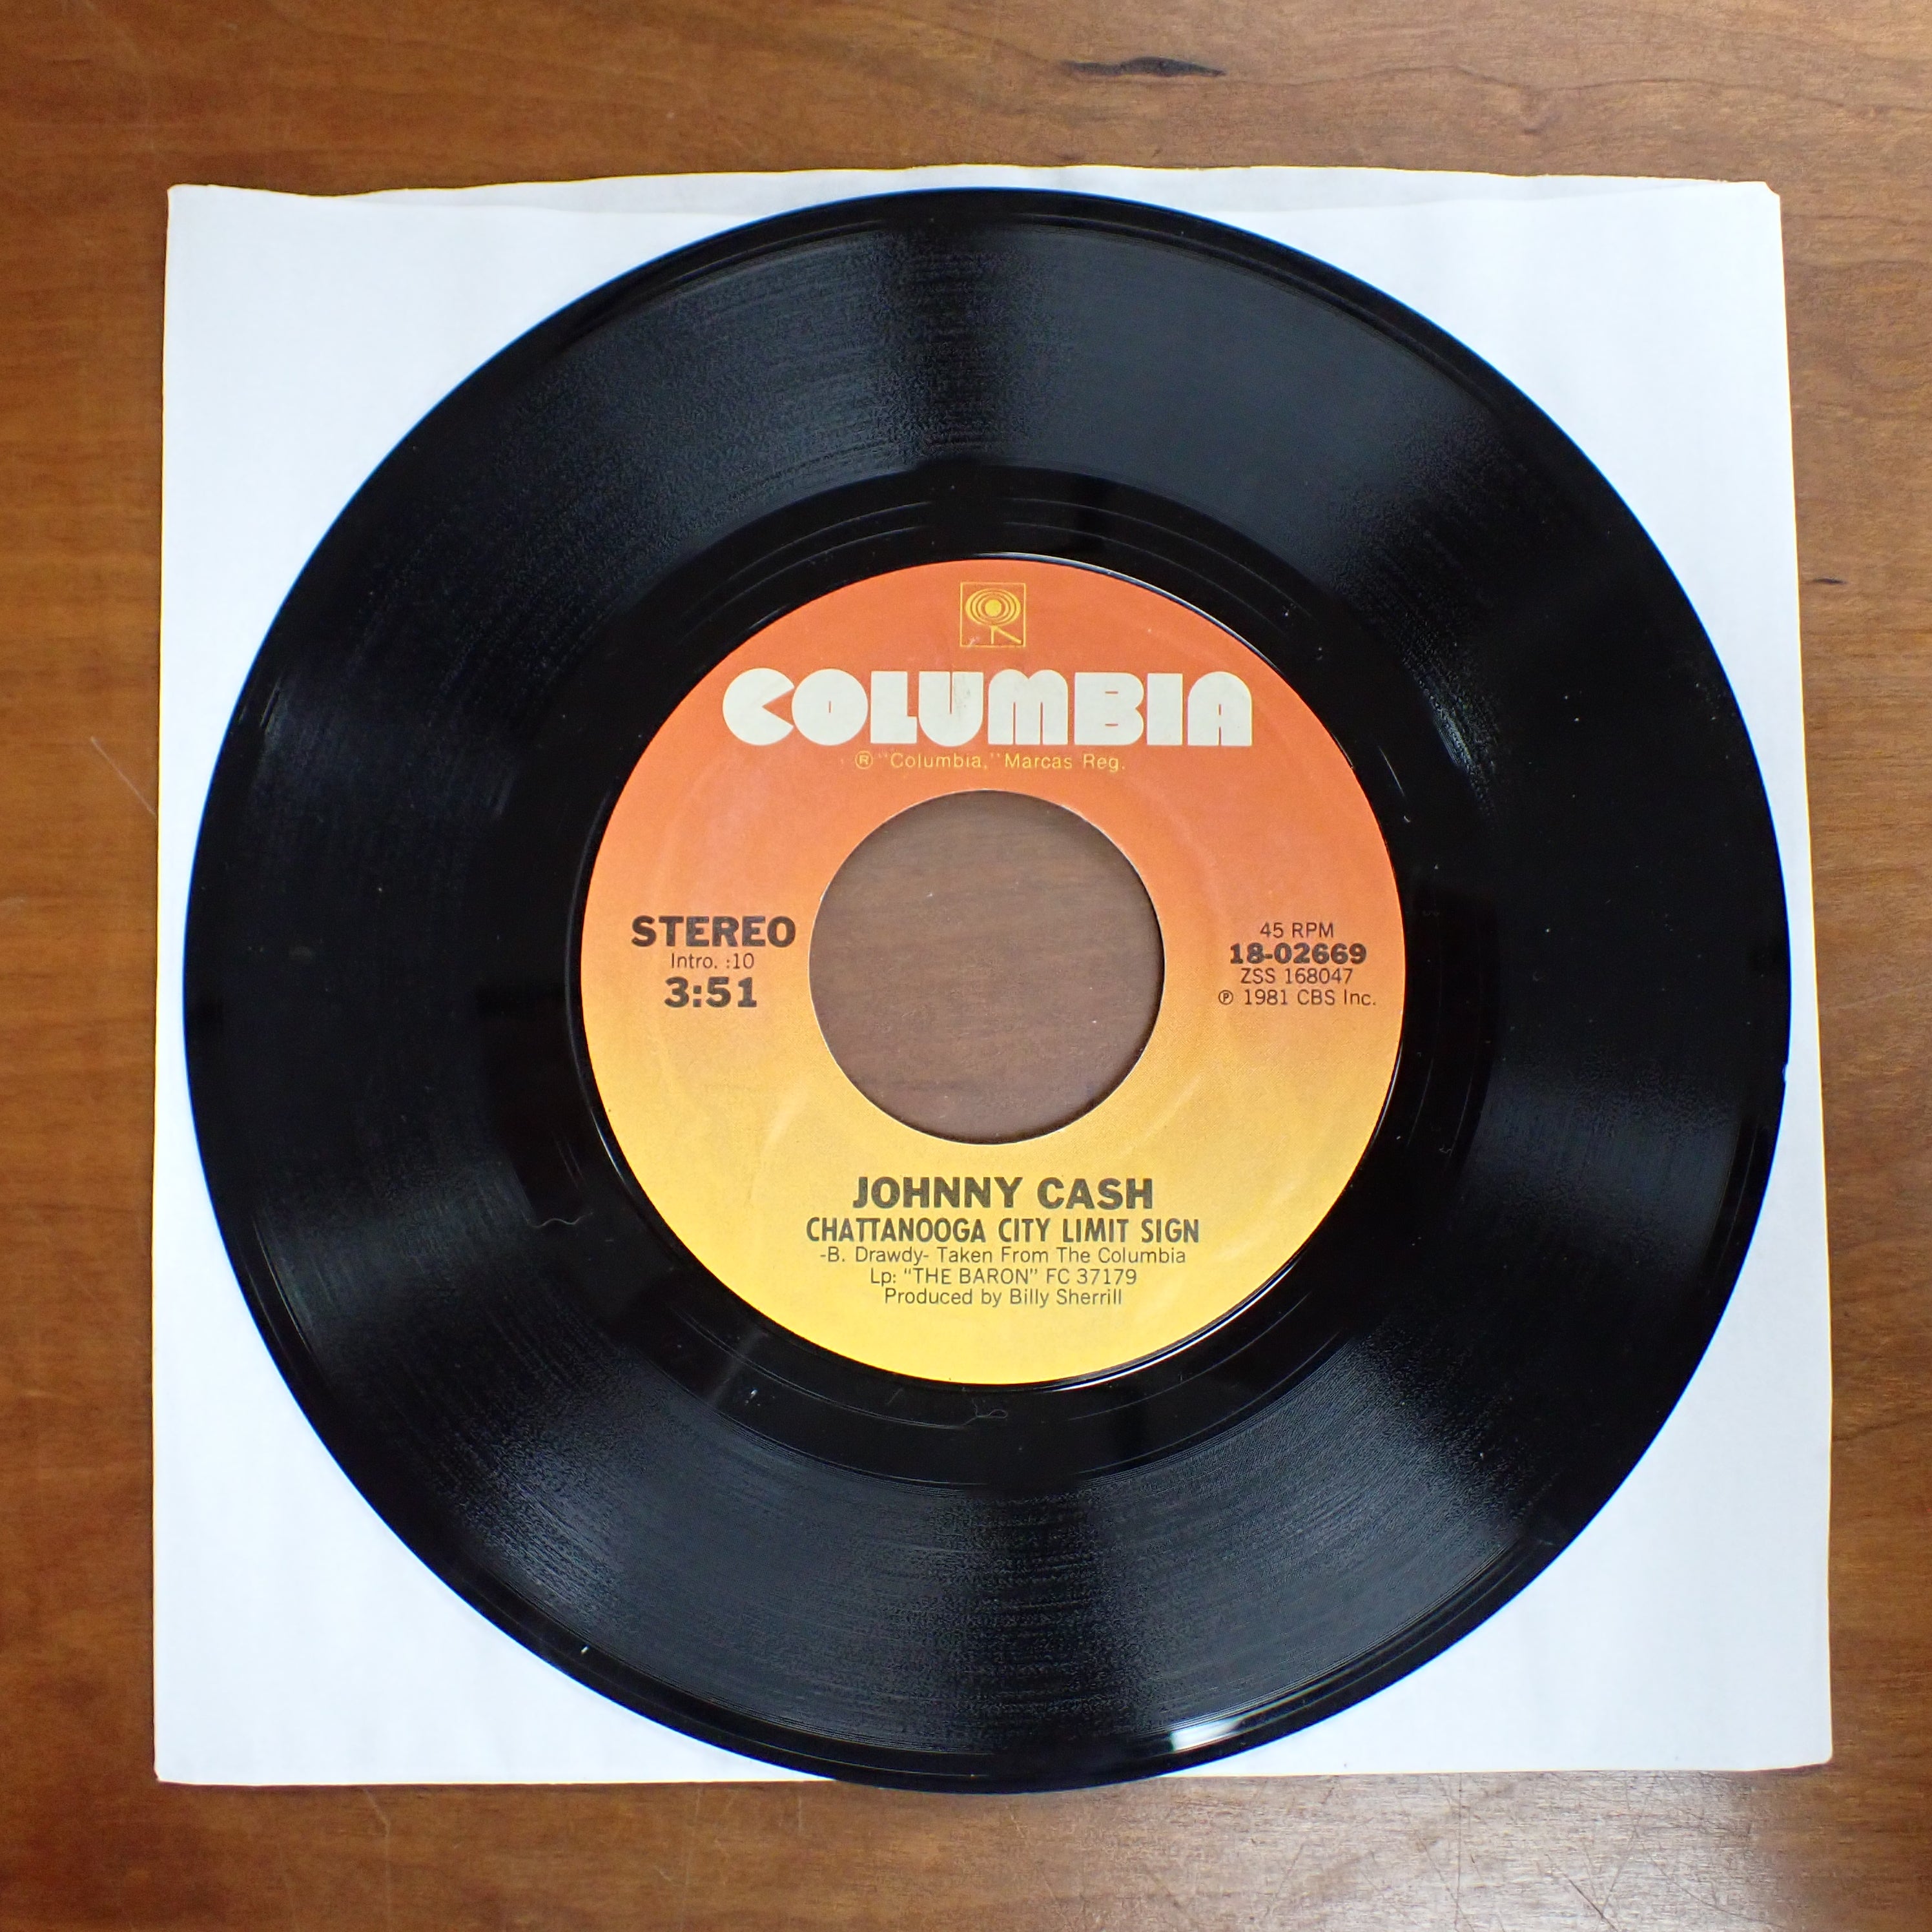 COLUMBIA
® "Columbia," Marcas Reg.
STEREO
Intro. :10
3:51
45 RPM
18-02669
ZSS 168047
℗ 1981 CBS Inc.
JOHNNY CASH
CHATTANOOGA CITY LIMIT SIGN
-B. Drawdy- Taken From The Columbia
Lp: "THE BARON" FC 37179
Produced by Billy Sherrill